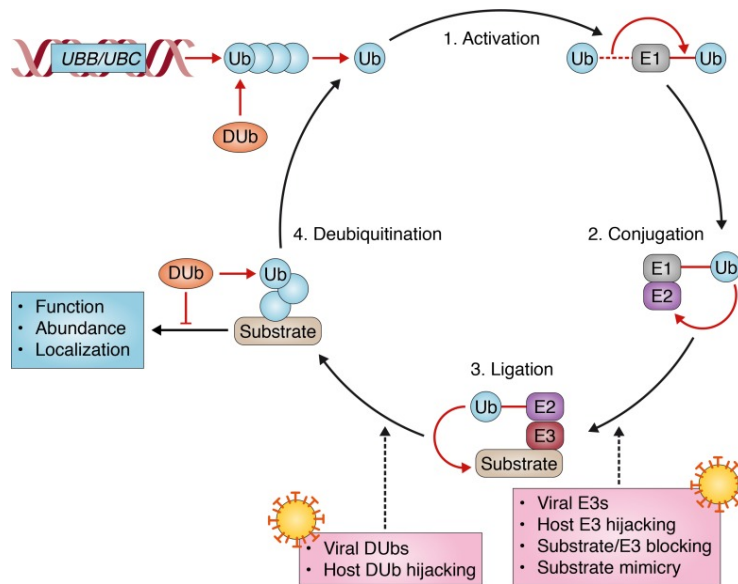 1. Activation
UBB/UBC
Ub
Ub
Ub
E1
Ub
DUb
2. Conjugation
E1
Ub
E2
3. Ligation
Ub
E2
E3
Substrate
• Viral E3s
• Host E3 hijacking
• Substrate/E3 blocking
• Substrate mimicry
• Viral DUbs
• Host DUb hijacking
4. Deubiquitination
DUb
Ub
Substrate
• Function
• Abundance
• Localization